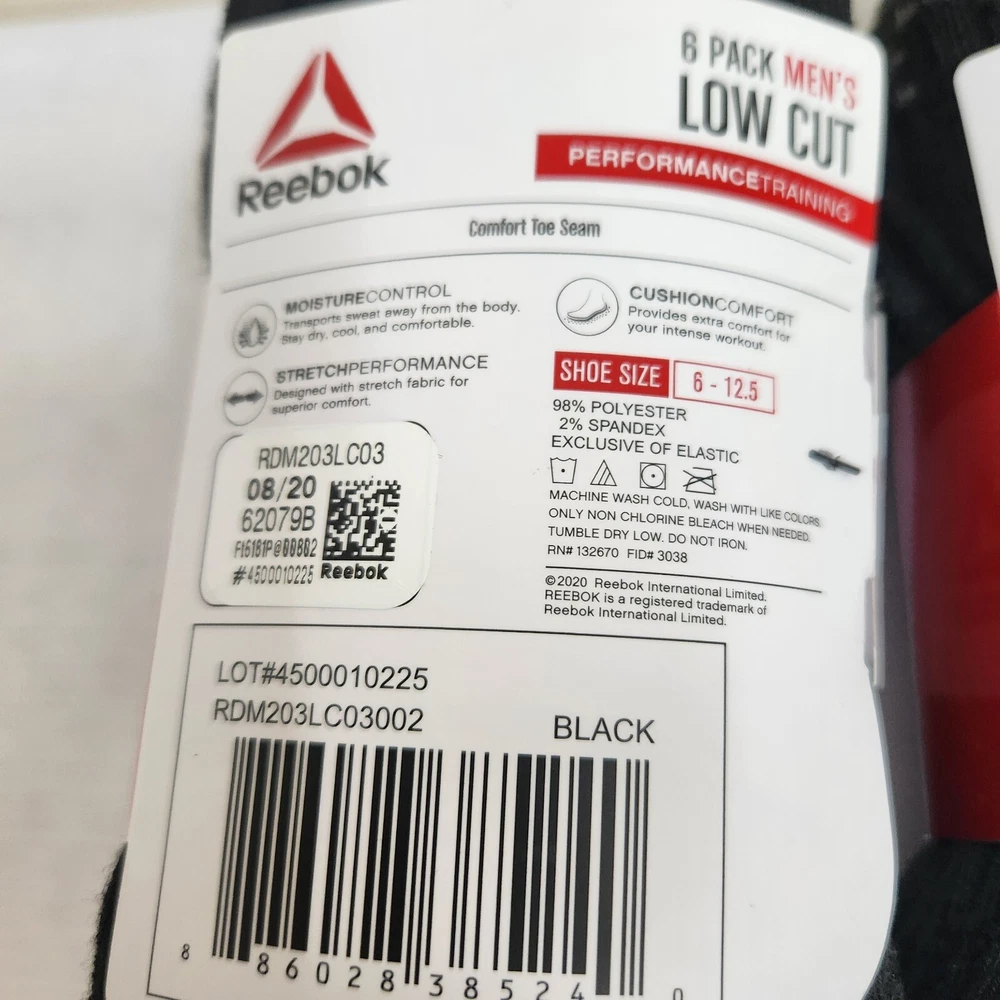 Reebok
6 PACK MEN'S
LOW CUT
PERFORMANCETRAINING
Comfort Toe Seam
MOISTURECONTROL
Transports sweat away from the body.
Stay dry, cool, and comfortable.
STRETCHPERFORMANCE
Designed with stretch fabric for
superior comfort.
CUSHIONCOMFORT
Provides extra comfort for
your intense workout.
SHOE SIZE 6 - 12.5
98% POLYESTER
2% SPANDEX
EXCLUSIVE OF ELASTIC
MACHINE WASH COLD, WASH WITH LIKE COLORS.
ONLY NON CHLORINE BLEACH WHEN NEEDED.
TUMBLE DRY LOW. DO NOT IRON.
RN# 132670 FID# 3038
©2020 Reebok International Limited.
REEBOK is a registered trademark of
Reebok International Limited.
RDM203LC03
08/20
62079B
#4500010225 Reebok
LOT#4500010225
RDM203LC03002 BLACK
8 86028 38524 0